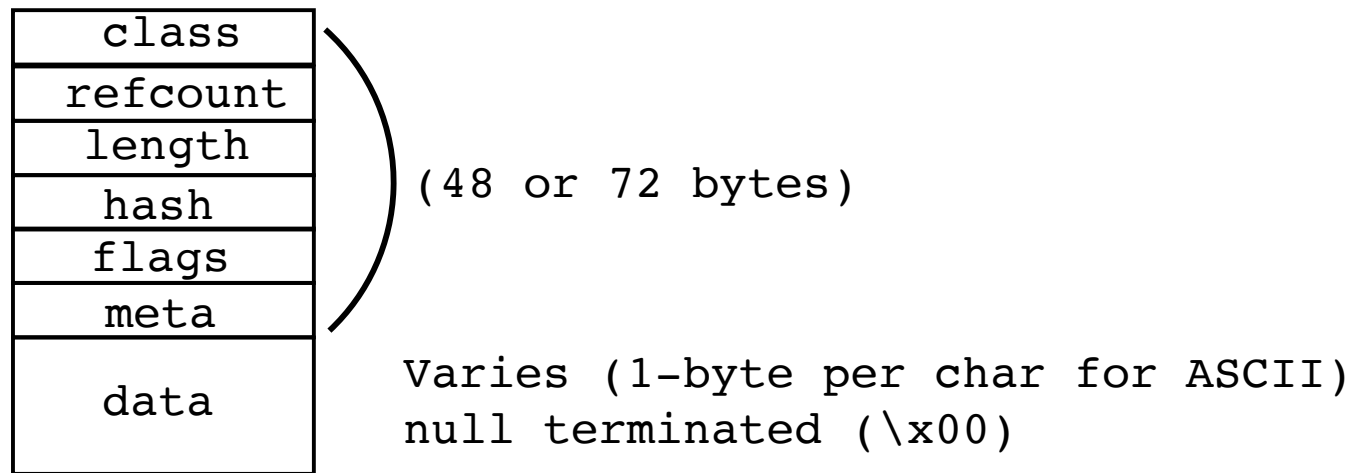 class
refcount
length
hash
flags
meta
data
(48 or 72 bytes)
Varies (1-byte per char for ASCII)
null terminated (\x00)